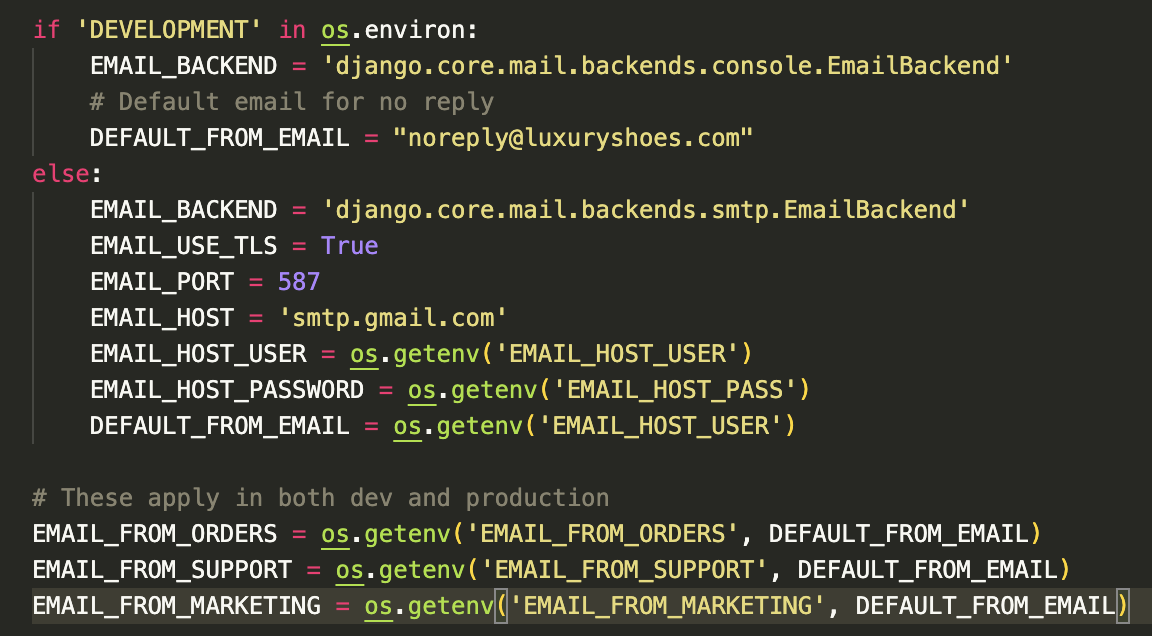 if 'DEVELOPMENT' in os.environ:
    EMAIL_BACKEND = 'django.core.mail.backends.console.EmailBackend'
    # Default email for no reply
    DEFAULT_FROM_EMAIL = "noreply@luxuryshoes.com"
else:
    EMAIL_BACKEND = 'django.core.mail.backends.smtp.EmailBackend'
    EMAIL_USE_TLS = True
    EMAIL_PORT = 587
    EMAIL_HOST = 'smtp.gmail.com'
    EMAIL_HOST_USER = os.getenv('EMAIL_HOST_USER')
    EMAIL_HOST_PASSWORD = os.getenv('EMAIL_HOST_PASS')
    DEFAULT_FROM_EMAIL = os.getenv('EMAIL_HOST_USER')

# These apply in both dev and production
EMAIL_FROM_ORDERS = os.getenv('EMAIL_FROM_ORDERS', DEFAULT_FROM_EMAIL)
EMAIL_FROM_SUPPORT = os.getenv('EMAIL_FROM_SUPPORT', DEFAULT_FROM_EMAIL)
EMAIL_FROM_MARKETING = os.getenv('EMAIL_FROM_MARKETING', DEFAULT_FROM_EMAIL)